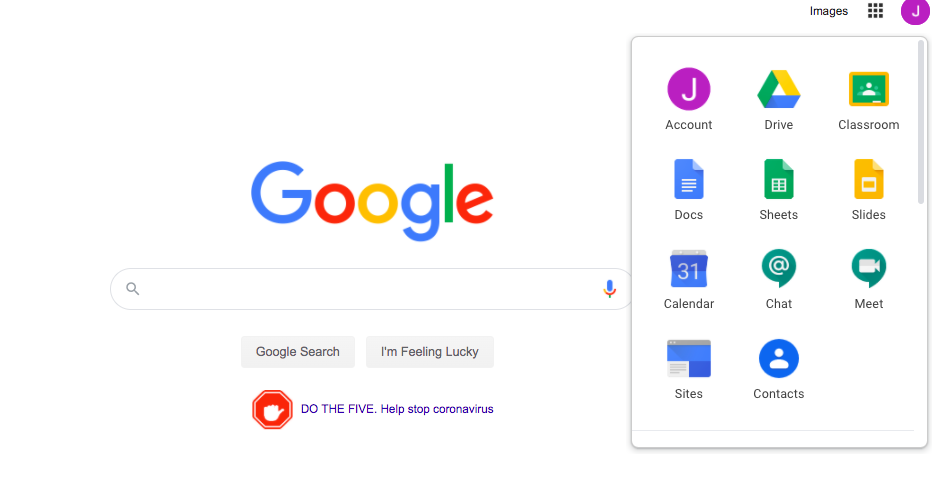 Images
J
J
Account
Drive
Classroom
Google
Docs
Sheets
Slides
31
Calendar
@
Chat
Meet
Google Search
I'm Feeling Lucky
Sites
Contacts
DO THE FIVE. Help stop coronavirus